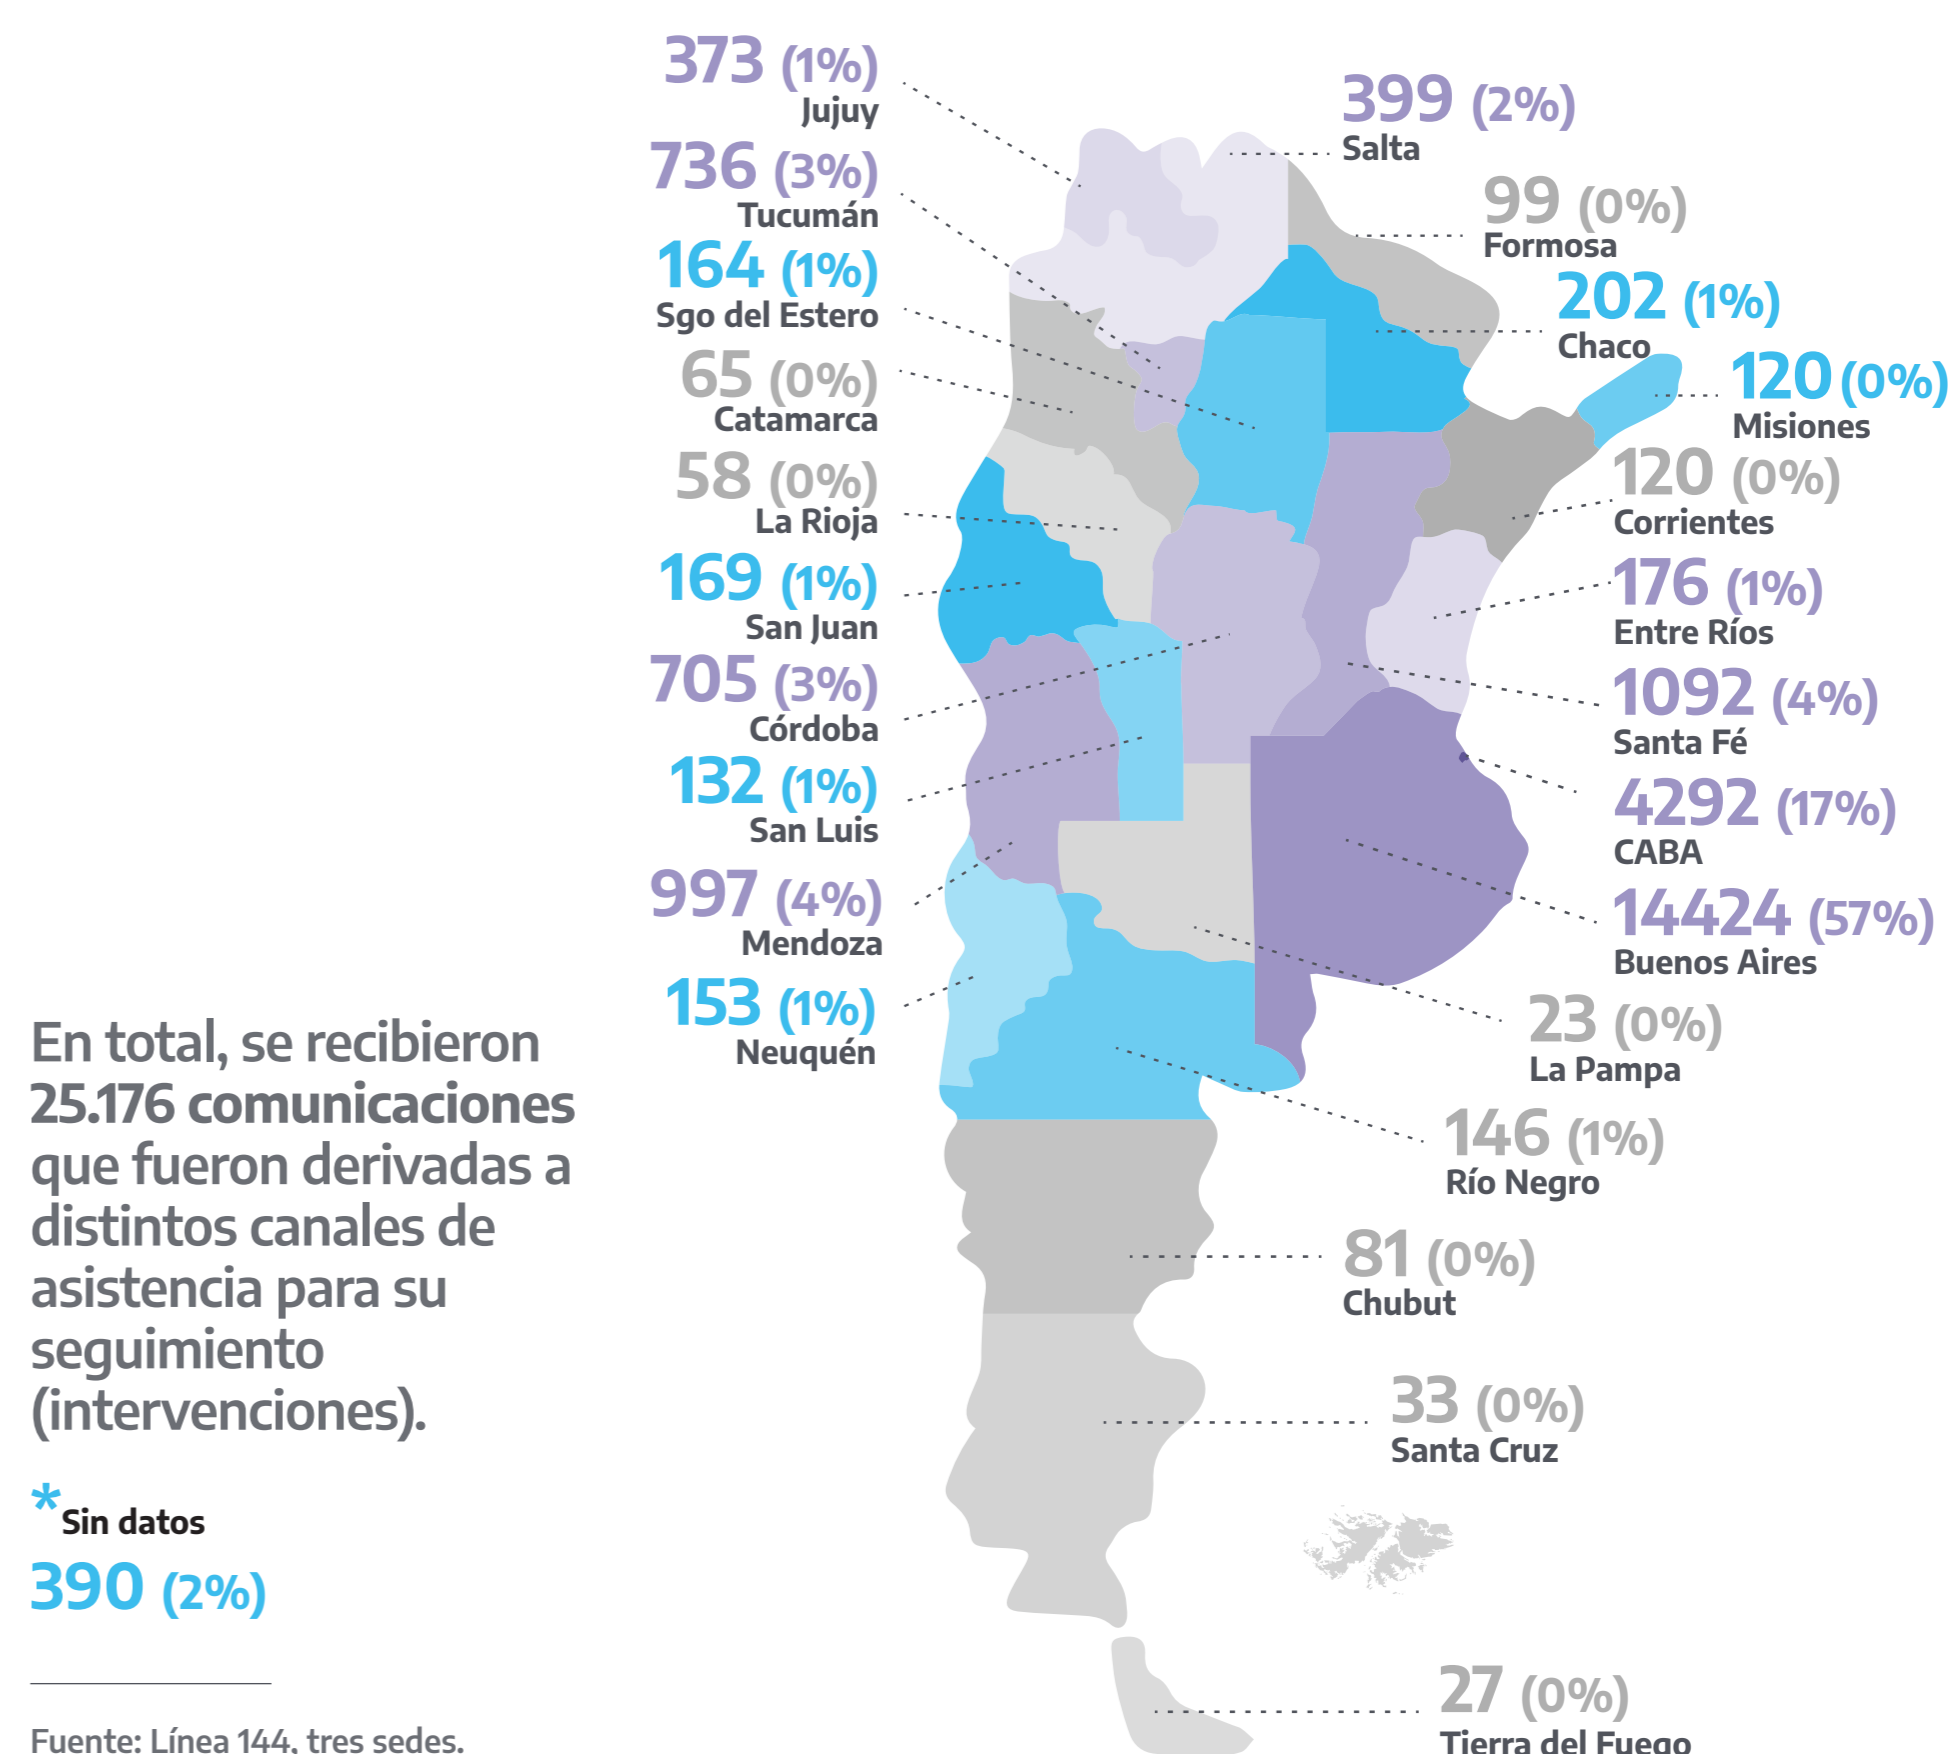 373 (1%)
Jujuy
736 (3%)
Tucumán
164 (1%)
Sgo del Estero
65 (0%)
Catamarca
58 (0%)
La Rioja
169 (1%)
San Juan
705 (3%)
Córdoba
132 (1%)
San Luis
997 (4%)
Mendoza
153 (1%)
Neuquén
399 (2%)
Salta
99 (0%)
Formosa
202 (1%)
Chaco
120 (0%)
Misiones
120 (0%)
Corrientes
176 (1%)
Entre Ríos
1092 (4%)
Santa Fé
4292 (17%)
CABA
14424 (57%)
Buenos Aires
23 (0%)
La Pampa
146 (1%)
Río Negro
81 (0%)
Chubut
33 (0%)
Santa Cruz
27 (0%)
Tierra del Fuego
En total, se recibieron
25.176 comunicaciones
que fueron derivadas a
distintos canales de
asistencia para su
seguimiento
(intervenciones).
*Sin datos
390 (2%)
Fuente: Línea 144, tres sedes.